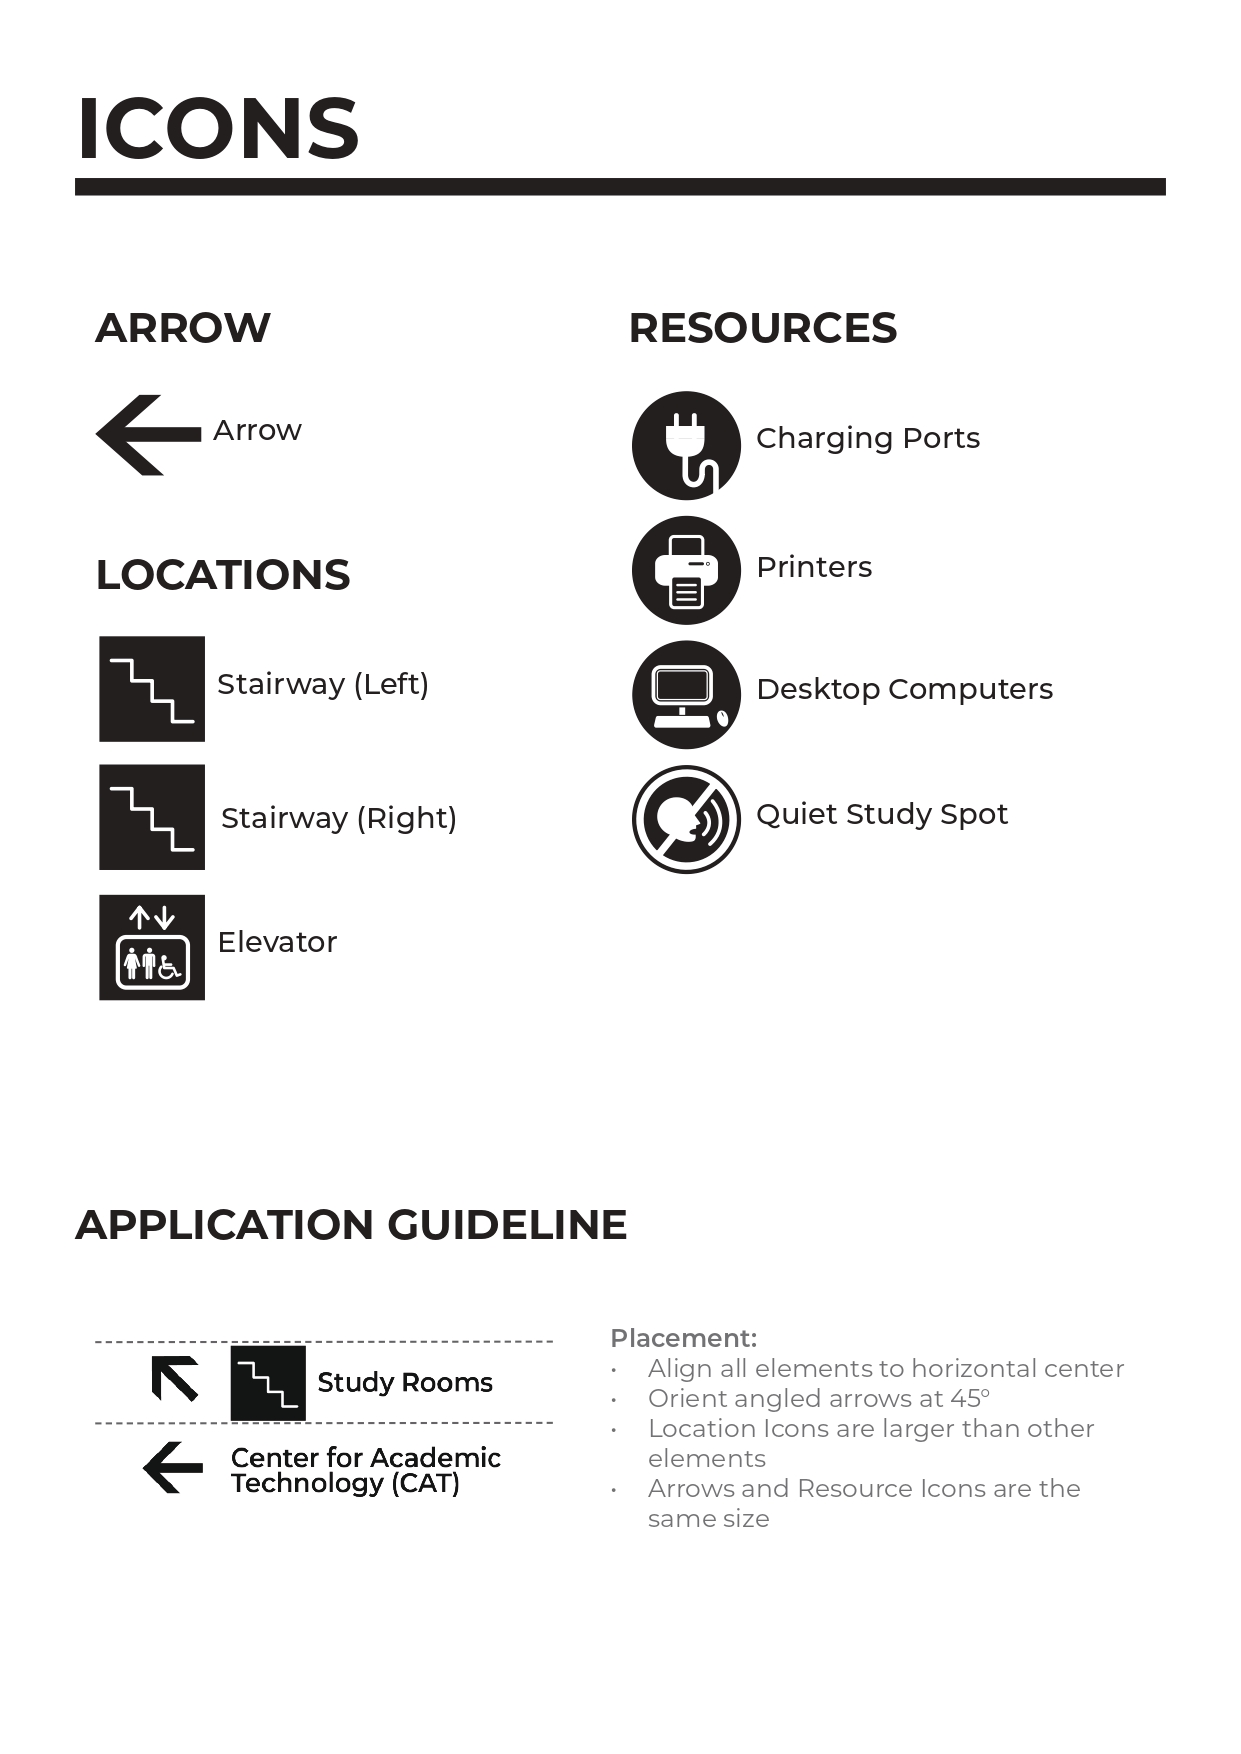 ICONS
ARROW
Arrow
LOCATIONS
Stairway (Left)
Stairway (Right)
Elevator
RESOURCES
Charging Ports
Printers
Desktop Computers
Quiet Study Spot
APPLICATION GUIDELINE
Study Rooms
Center for Academic
Technology (CAT)
Placement:
• Align all elements to horizontal center
• Orient angled arrows at 45°
• Location Icons are larger than other
elements
• Arrows and Resource Icons are the
same size